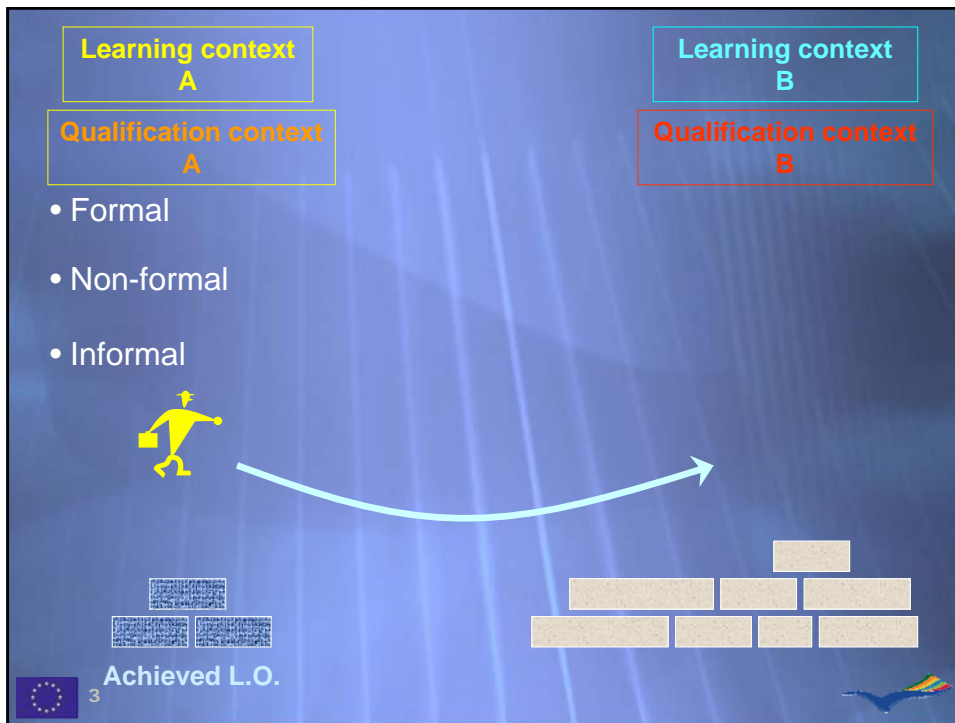 Learning context
A
Qualification context
A
Learning context
B
Qualification context
B
• Formal
• Non-formal
• Informal
Achieved L.O.
3